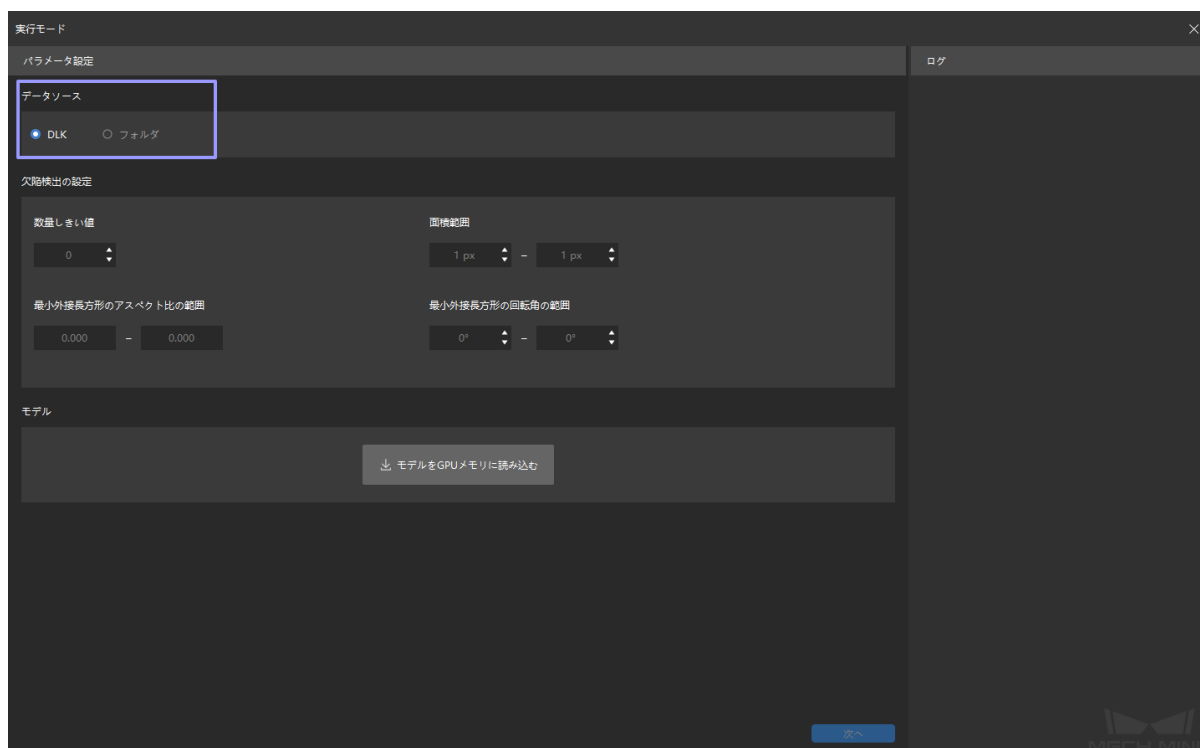 実行モード
パラメータ設定
ログ
データソース
DLK フォルダ
欠陥検出の設定
数量しきい値 面積範囲
0 1 px – 1 px
最小外接長方形のアスペクト比の範囲 最小外接長方形の回転角の範囲
0.000 – 0.000 0° – 0°
モデル
モデルをGPUメモリに読み込む
次へ
MECH MIN